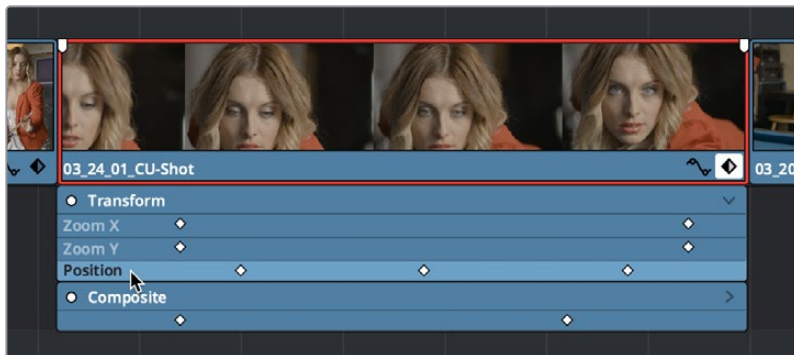 03_24_01_CU-Shot
03_20
Transform
Zoom X
Zoom Y
Position
Composite